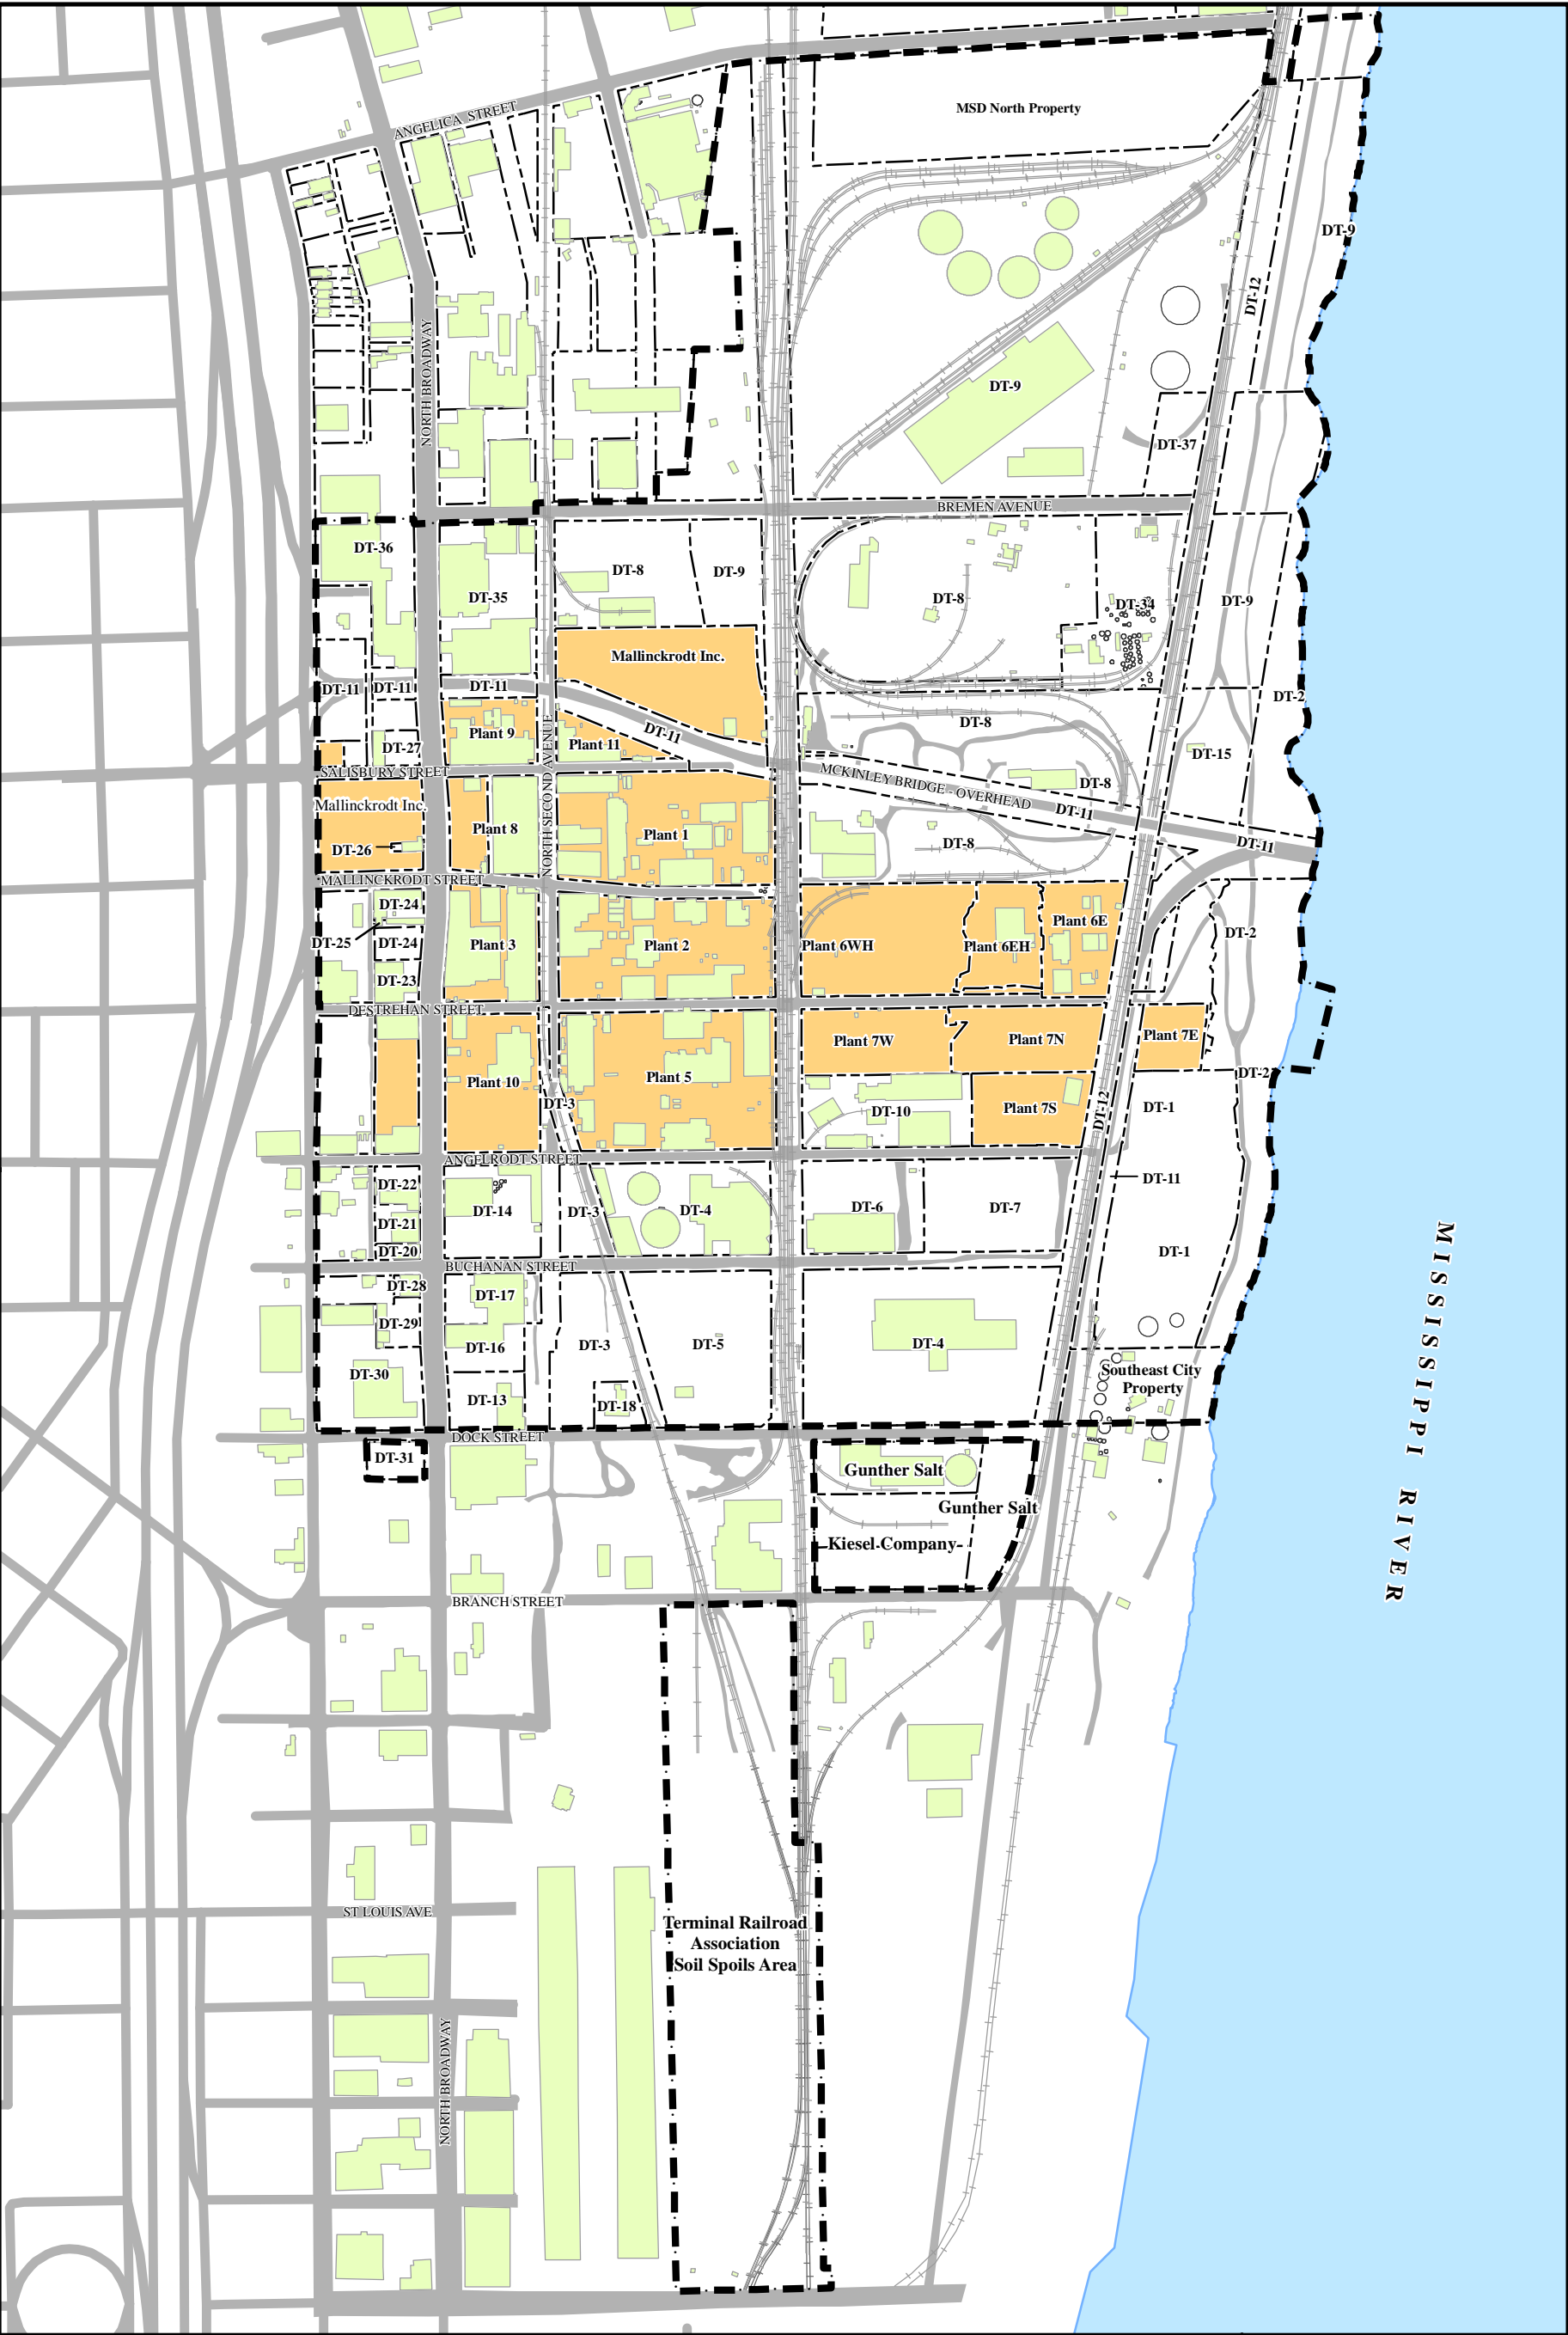 MSD North Property
ANGELICA STREET
DT-9
DT-12
NORTH BROADWAY
DT-9
DT-37
BREMEN AVENUE
DT-36
DT-8
DT-9
DT-35
DT-8
DT-34
DT-9
Mallinckrodt Inc.
DT-11
DT-11
DT-11
DT-2
DT-8
Plant 9
DT-11
Plant 11
NORTH SECOND AVENUE
DT-27
DT-15
SALISBURY STREET
MCKINLEY BRIDGE - OVERHEAD
DT-8
Mallinckrodt Inc.
DT-11
Plant 8
Plant 1
DT-8
DT-11
DT-26
MALLINCKRODT STREET
DT-24
Plant 6E
DT-25
DT-24
Plant 3
Plant 2
Plant 6WH
Plant 6EH
DT-2
DT-23
DESTREHAN STREET
Plant 7W
Plant 7N
Plant 7E
DT-2
Plant 10
Plant 5
DT-3
DT-10
Plant 7S
DT-12
DT-1
ANGELRODT STREET
DT-22
DT-11
DT-14
DT-3
DT-4
DT-6
DT-7
DT-21
DT-20
DT-1
BUCHANAN STREET
DT-28
DT-17
DT-29
DT-16
DT-3
DT-5
DT-4
DT-30
Southeast City
Property
DT-13
DT-18
MISSISSIPPI RIVER
DOCK STREET
DT-31
Gunther Salt
Gunther Salt
Kiesel Company
BRANCH STREET
ST LOUIS AVE
Terminal Railroad
Association
Soil Spoils Area
NORTH BROADWAY